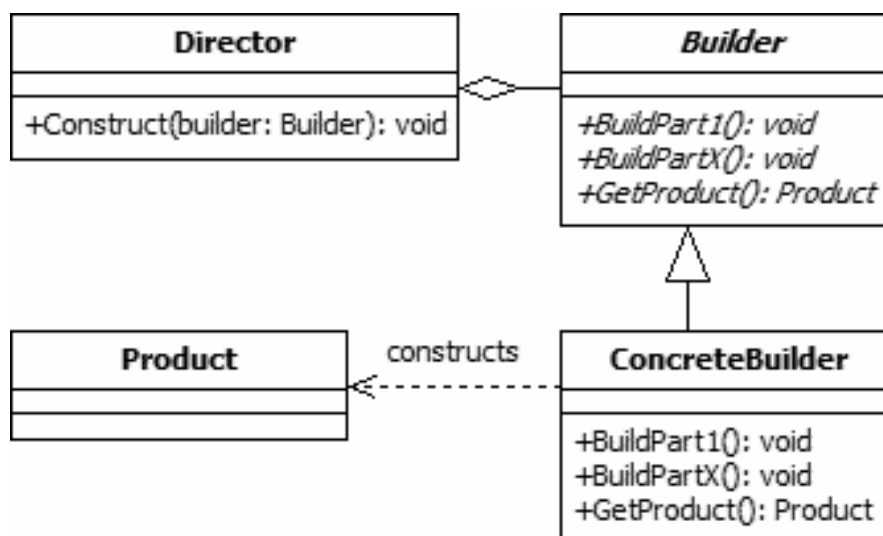 Director
+Construct(builder: Builder): void
Builder
+BuildPart1(): void
+BuildPartX(): void
+GetProduct(): Product
Product
constructs
ConcreteBuilder
+BuildPart1(): void
+BuildPartX(): void
+GetProduct(): Product